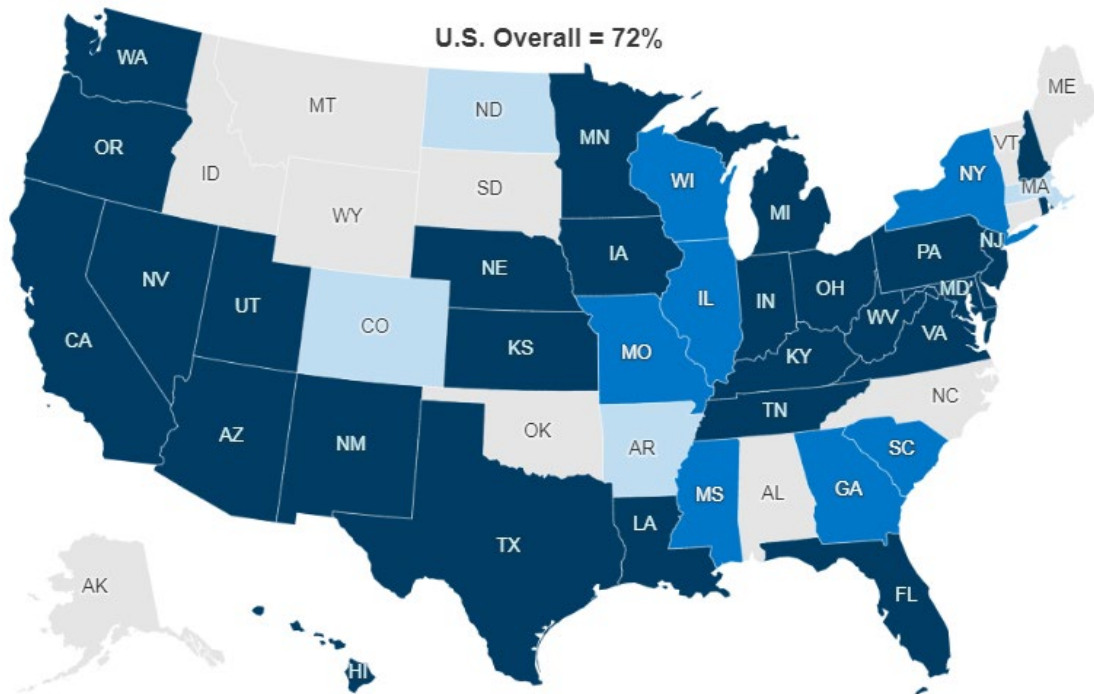 U.S. Overall = 72%
WA
ME
MT
ND
VT
MN
OR
NY
MA
ID
WI
SD
MI
WY
NJ
PA
IA
NE
OH
MD
NV
IN
IL
UT
WV
CO
VA
CA
KS
MO
KY
NC
TN
OK
AZ
NM
AR
SC
MS
AL
GA
LA
TX
AK
FL
HI